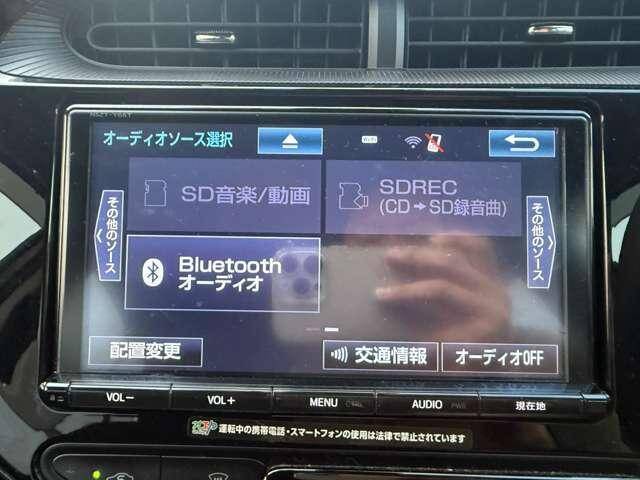 NSZT-Y68T
オーディオソース選択
Wi-Fi
SD音楽/動画
SDREC
(CD➡SD録音曲)
その他のソース
その他のソース
Bluetooth
オーディオ
配置変更
交通情報
オーディオOFF
VOL−
VOL+
MENU
AUDIO
PWR
現在地
運転中の携帯電話・スマートフォンの使用は法律で禁止されています